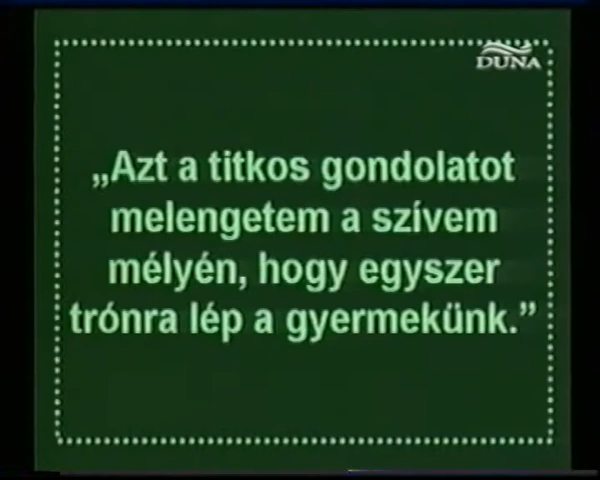 DUNA
„Azt a titkos gondolatot
melengetem a szívem
mélyén, hogy egyszer
trónra lép a gyermekünk.”